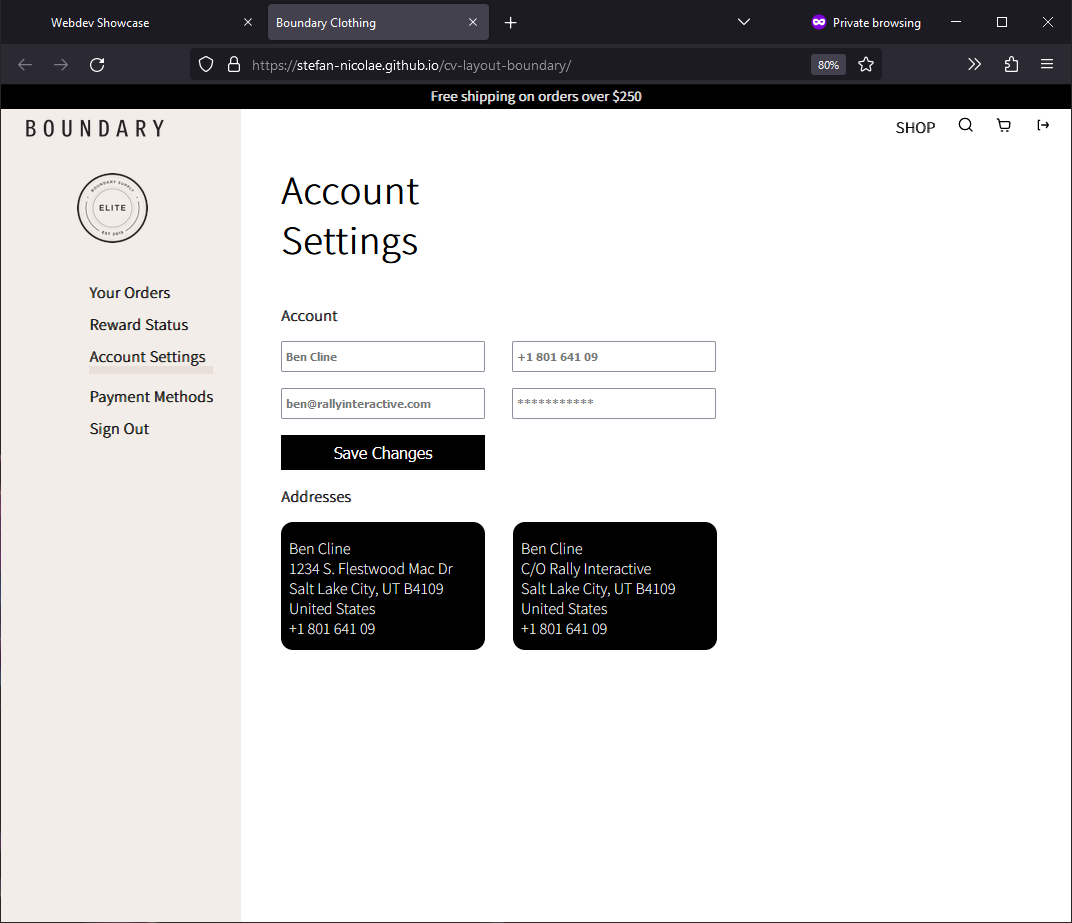 Webdev Showcase
Boundary Clothing
Private browsing
https://stefan-nicolae.github.io/cv-layout-boundary/
80%
Free shipping on orders over $250
BOUNDARY
SHOP
BOUNDARY SUPPLY
ELITE
EST 2015
Account
Settings
Your Orders
Reward Status
Account Settings
Payment Methods
Sign Out
Account
Ben Cline
+1 801 641 09
ben@rallyinteractive.com
***********
Save Changes
Addresses
Ben Cline
1234 S. Flestwood Mac Dr
Salt Lake City, UT B4109
United States
+1 801 641 09
Ben Cline
C/O Rally Interactive
Salt Lake City, UT B4109
United States
+1 801 641 09